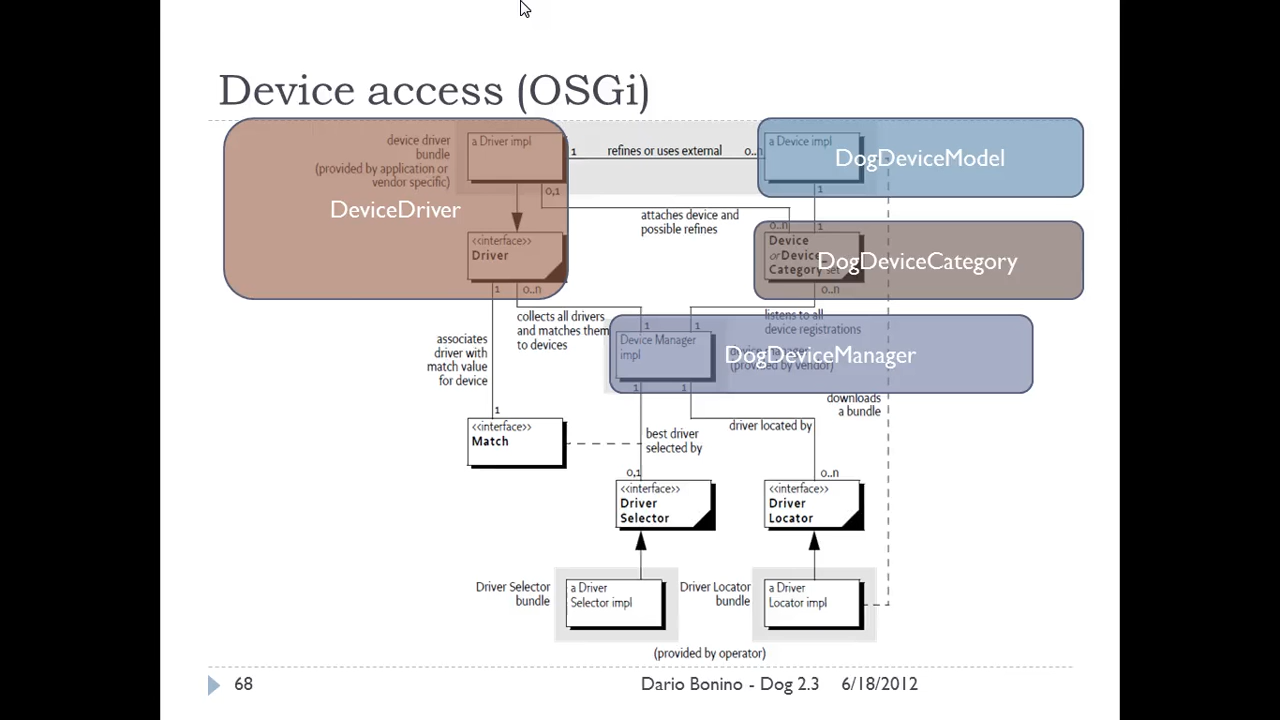 Device access (OSGi)
device driver
bundle
(provided by application or
vendor specific)
a Driver impl
1
refines or uses external
0..n
a Device impl
DogDeviceModel
DeviceDriver
0,1
1
attaches device and
possible refines
0..n
1
<<interface>>
Driver
Device
or Device
Category set
DogDeviceCategory
1
0..n
0..n
collects all drivers
and matches them
to devices
1
1
listens to all
device registrations
associates
driver with
match value
for device
Device Manager
impl
device manager
(provided by vendor)
DogDeviceManager
1
1
downloads
a bundle
1
<<interface>>
Match
best driver
selected by
driver located by
0,1
0..n
<<interface>>
Driver
Selector
<<interface>>
Driver
Locator
Driver Selector
bundle
a Driver
Selector impl
Driver Locator
bundle
a Driver
Locator impl
(provided by operator)
68
Dario Bonino - Dog 2.3
6/18/2012